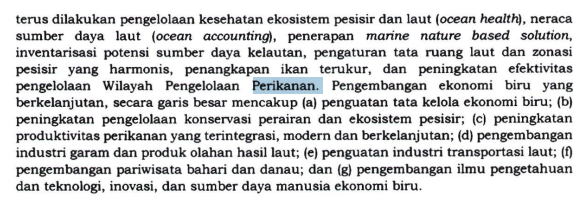 terus dilakukan pengelolaan kesehatan ekosistem pesisir dan laut (ocean health), neraca
sumber daya laut (ocean accounting), penerapan marine nature based solution,
inventarisasi potensi sumber daya kelautan, pengaturan tata ruang laut dan zonasi
pesisir yang harmonis, penangkapan ikan terukur, dan peningkatan efektivitas
pengelolaan Wilayah Pengelolaan Perikanan. Pengembangan ekonomi biru yang
berkelanjutan, secara garis besar mencakup (a) penguatan tata kelola ekonomi biru; (b)
peningkatan pengelolaan konservasi perairan dan ekosistem pesisir; (c) peningkatan
produktivitas perikanan yang terintegrasi, modern dan berkelanjutan; (d) pengembangan
industri garam dan produk olahan hasil laut; (e) penguatan industri transportasi laut; (f)
pengembangan pariwisata bahari dan danau; dan (g) pengembangan ilmu pengetahuan
dan teknologi, inovasi, dan sumber daya manusia ekonomi biru.